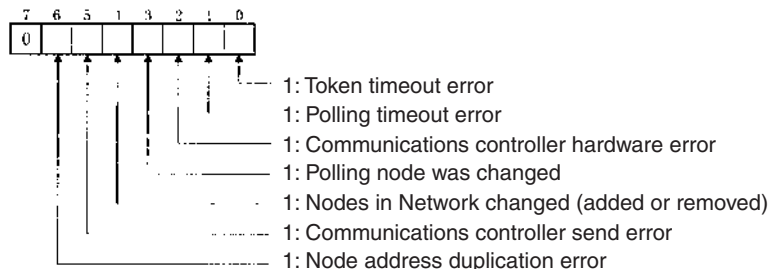 7 6 5 1 3 2 1 0
0
1: Token timeout error
1: Polling timeout error
1: Communications controller hardware error
1: Polling node was changed
1: Nodes in Network changed (added or removed)
1: Communications controller send error
1: Node address duplication error